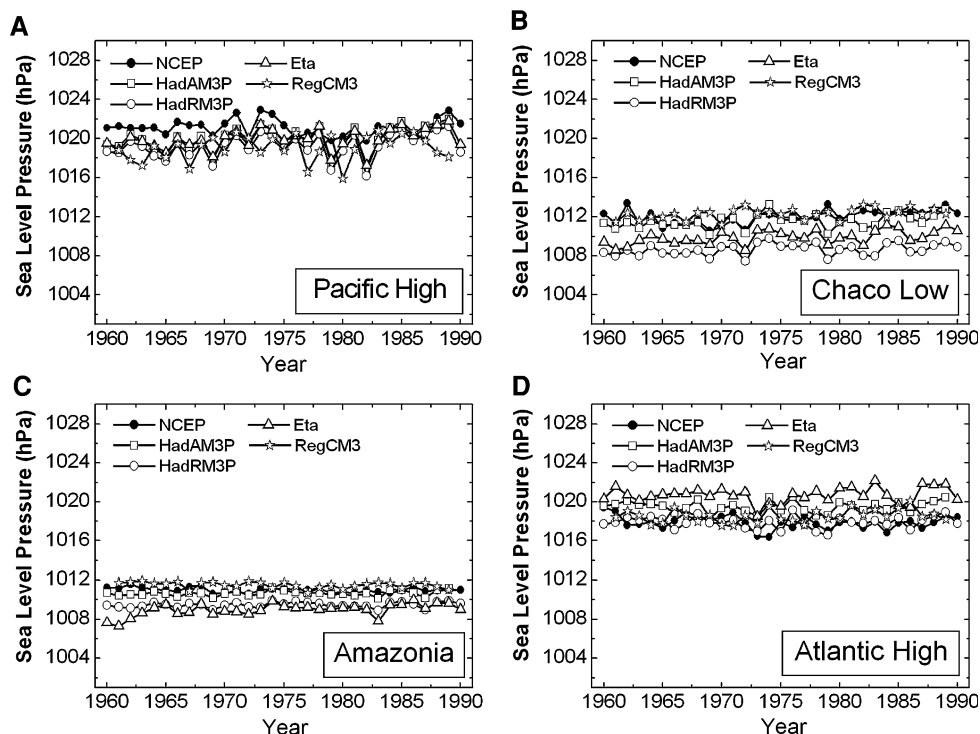 A
Sea Level Pressure (hPa)
1028
1024
1020
1016
1012
1008
1004
NCEP
Eta
HadAM3P
RegCM3
HadRM3P
Pacific High
1960 1965 1970 1975 1980 1985 1990
Year
B
Sea Level Pressure (hPa)
1028
1024
1020
1016
1012
1008
1004
NCEP
Eta
HadAM3P
RegCM3
HadRM3P
Chaco Low
1960 1965 1970 1975 1980 1985 1990
Year
C
Sea Level Pressure (hPa)
1028
1024
1020
1016
1012
1008
1004
NCEP
Eta
HadAM3P
RegCM3
HadRM3P
Amazonia
1960 1965 1970 1975 1980 1985 1990
Year
D
Sea Level Pressure (hPa)
1028
1024
1020
1016
1012
1008
1004
NCEP
Eta
HadAM3P
RegCM3
HadRM3P
Atlantic High
1960 1965 1970 1975 1980 1985 1990
Year